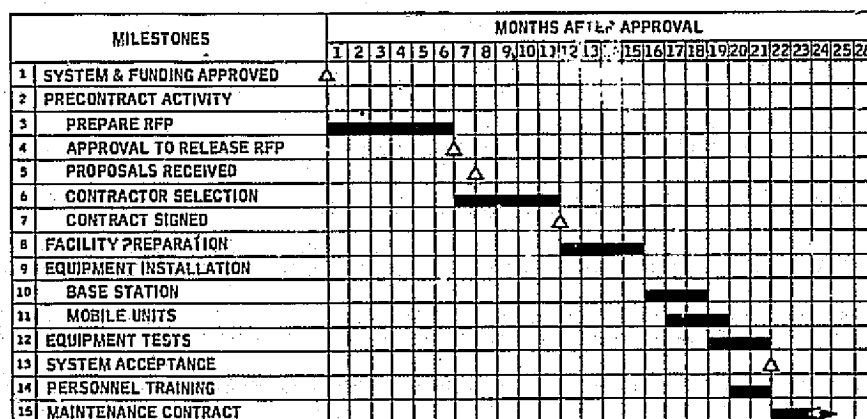 MILESTONES
MONTHS AFTER APPROVAL
1 2 3 4 5 6 7 8 9 10 11 12 13 15 16 17 18 19 20 21 22 23 24 25 26
1 SYSTEM & FUNDING APPROVED
2 PRECONTRACT ACTIVITY
3 PREPARE RFP
4 APPROVAL TO RELEASE RFP
5 PROPOSALS RECEIVED
6 CONTRACTOR SELECTION
7 CONTRACT SIGNED
8 FACILITY PREPARATION
9 EQUIPMENT INSTALLATION
10 BASE STATION
11 MOBILE UNITS
12 EQUIPMENT TESTS
13 SYSTEM ACCEPTANCE
14 PERSONNEL TRAINING
15 MAINTENANCE CONTRACT